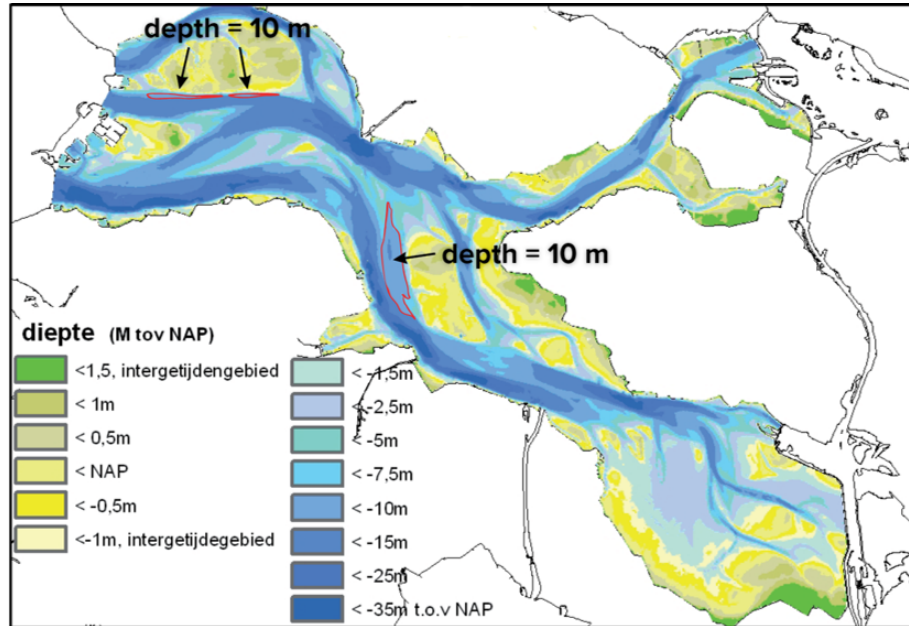 depth = 10 m
depth = 10 m
diepte (M tov NAP)
<1,5, intergetijdengebied
< 1m
< 0,5m
< NAP
< -0,5m
<-1m, intergetijdegebied
< -1,5m
< -2,5m
< -5m
< -7,5m
< -10m
< -15m
< -25m
< -35m t.o.v NAP